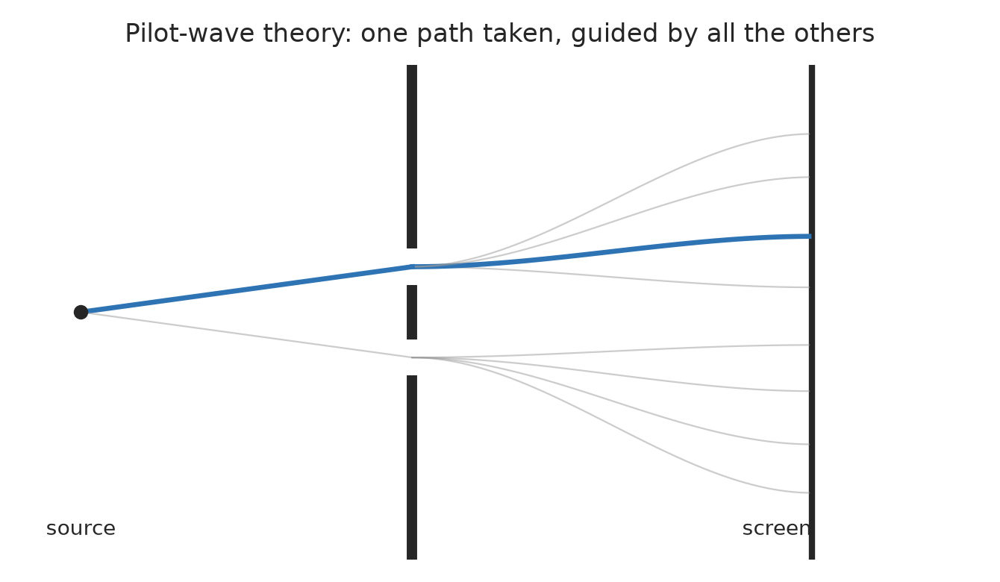 Pilot-wave theory: one path taken, guided by all the others
source
screen